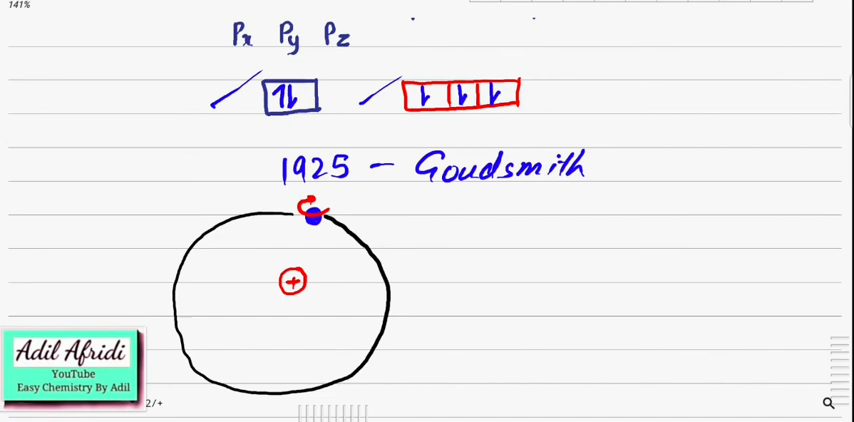 141%
Px Py Pz
1925 - Goudsmith
+
Adil Afridi
YouTube
Easy Chemistry By Adil
2/+